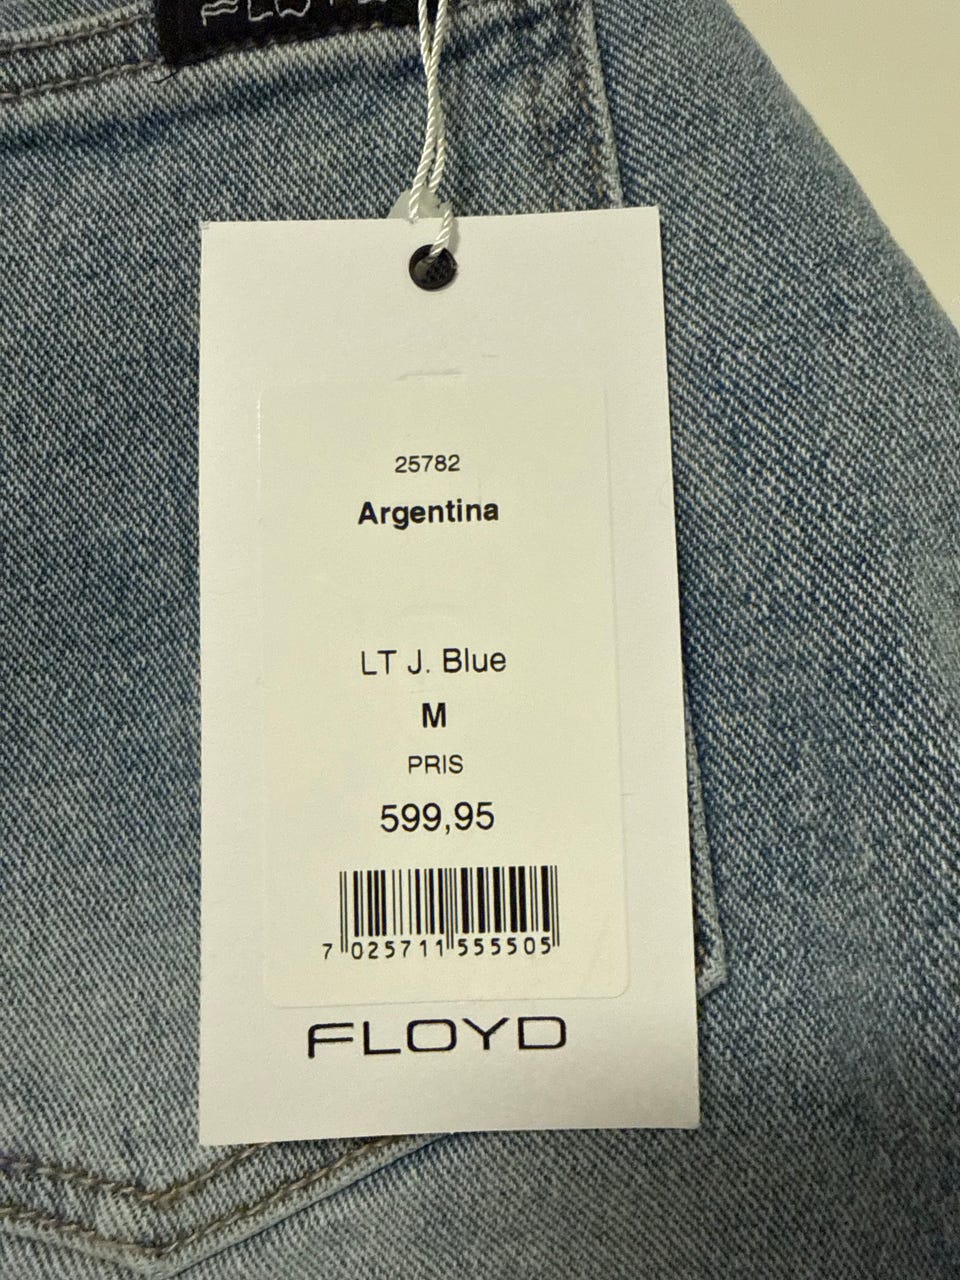 25782
Argentina
LT J. Blue
M
PRIS
599,95
7 025711 555505
FLOYD